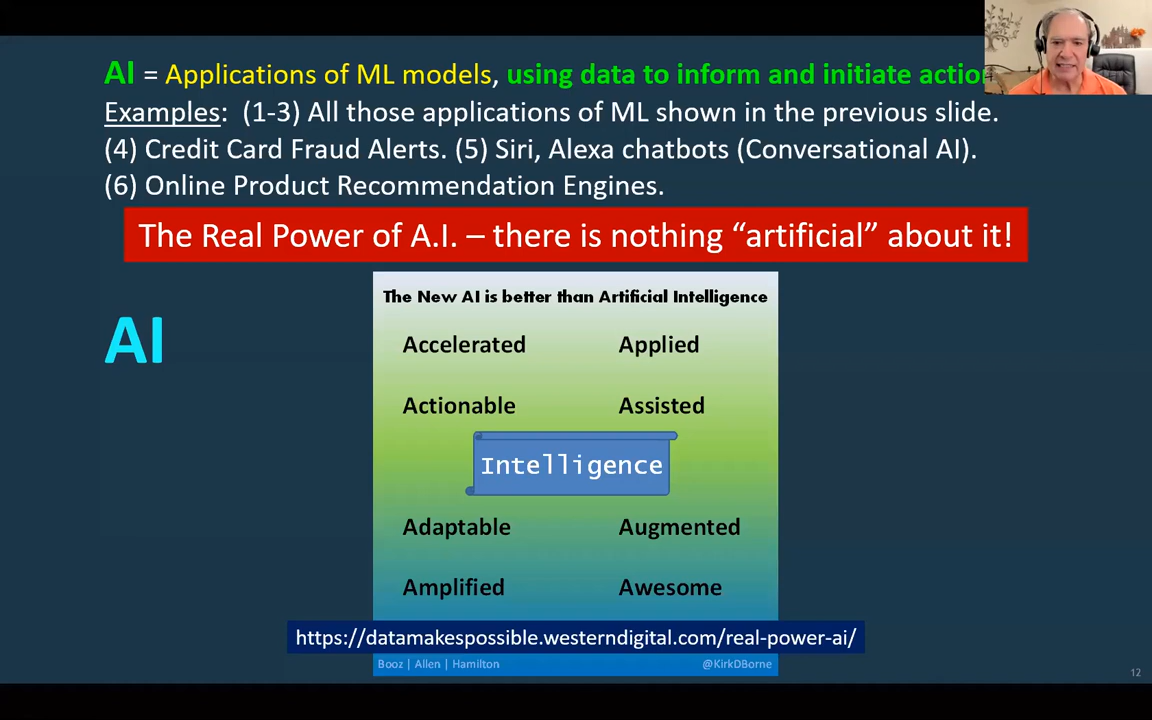 AI = Applications of ML models, using data to inform and initiate
Examples: (1-3) All those applications of ML shown in the previous slide.
(4) Credit Card Fraud Alerts. (5) Siri, Alexa chatbots (Conversational AI).
(6) Online Product Recommendation Engines.
The Real Power of A.I. – there is nothing “artificial” about it!
The New AI is better than Artificial Intelligence
AI
Accelerated Applied
Actionable Assisted
Intelligence
Adaptable Augmented
Amplified Awesome
https://datamakespossible.westerndigital.com/real-power-ai/
Booz | Allen | Hamilton @KirkDBorne
12